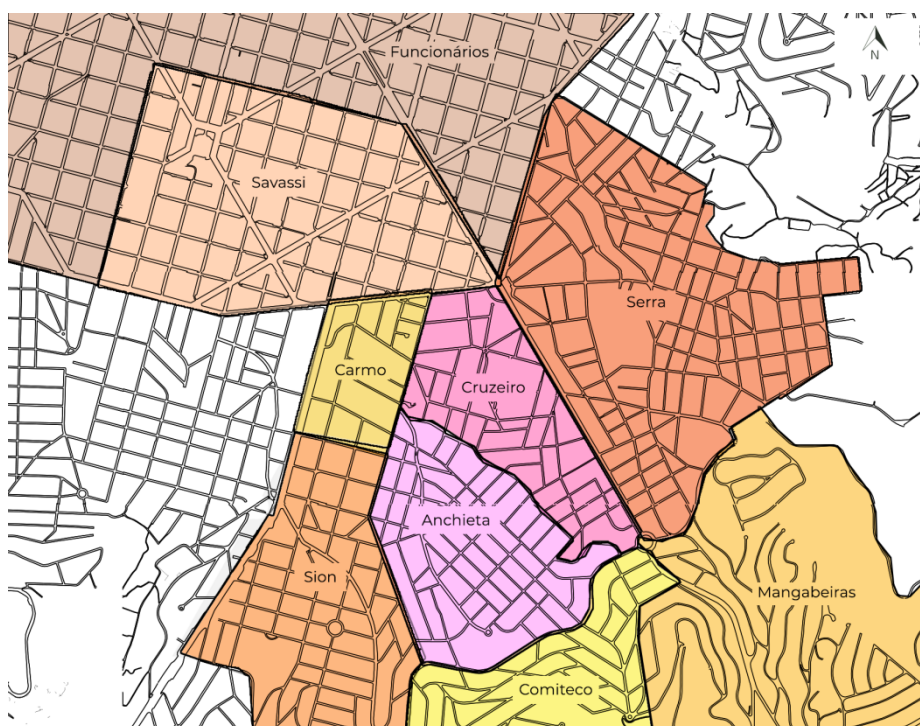 Funcionários
N
Savassi
Serra
Carmo
Cruzeiro
Anchieta
Sion
Mangabeiras
Comiteco